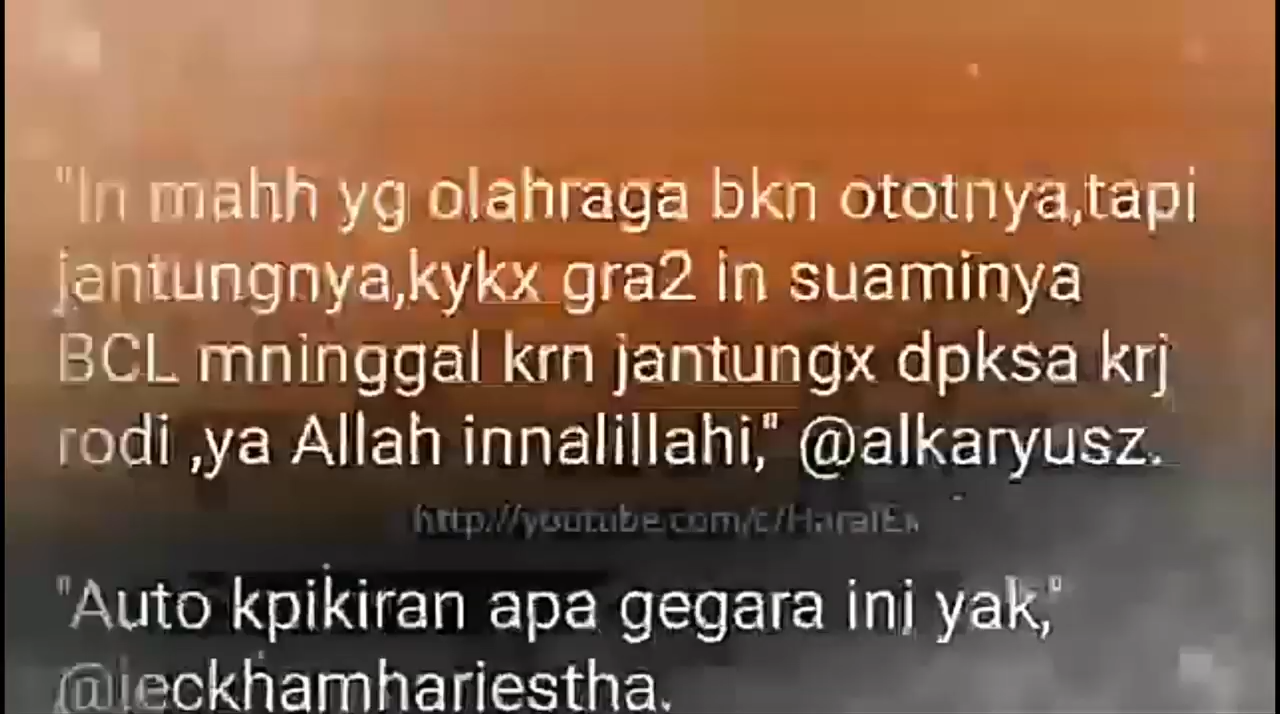 "In mahh yg olahraga bkn ototnya,tapi
jantungnya,kykx gra2 in suaminya
BCL mninggal krn jantungx dpksa krj
rodi ,ya Allah innalillahi," @alkaryusz.
"Auto kpikiran apa gegara ini yak,"
@jeckhamhariestha.